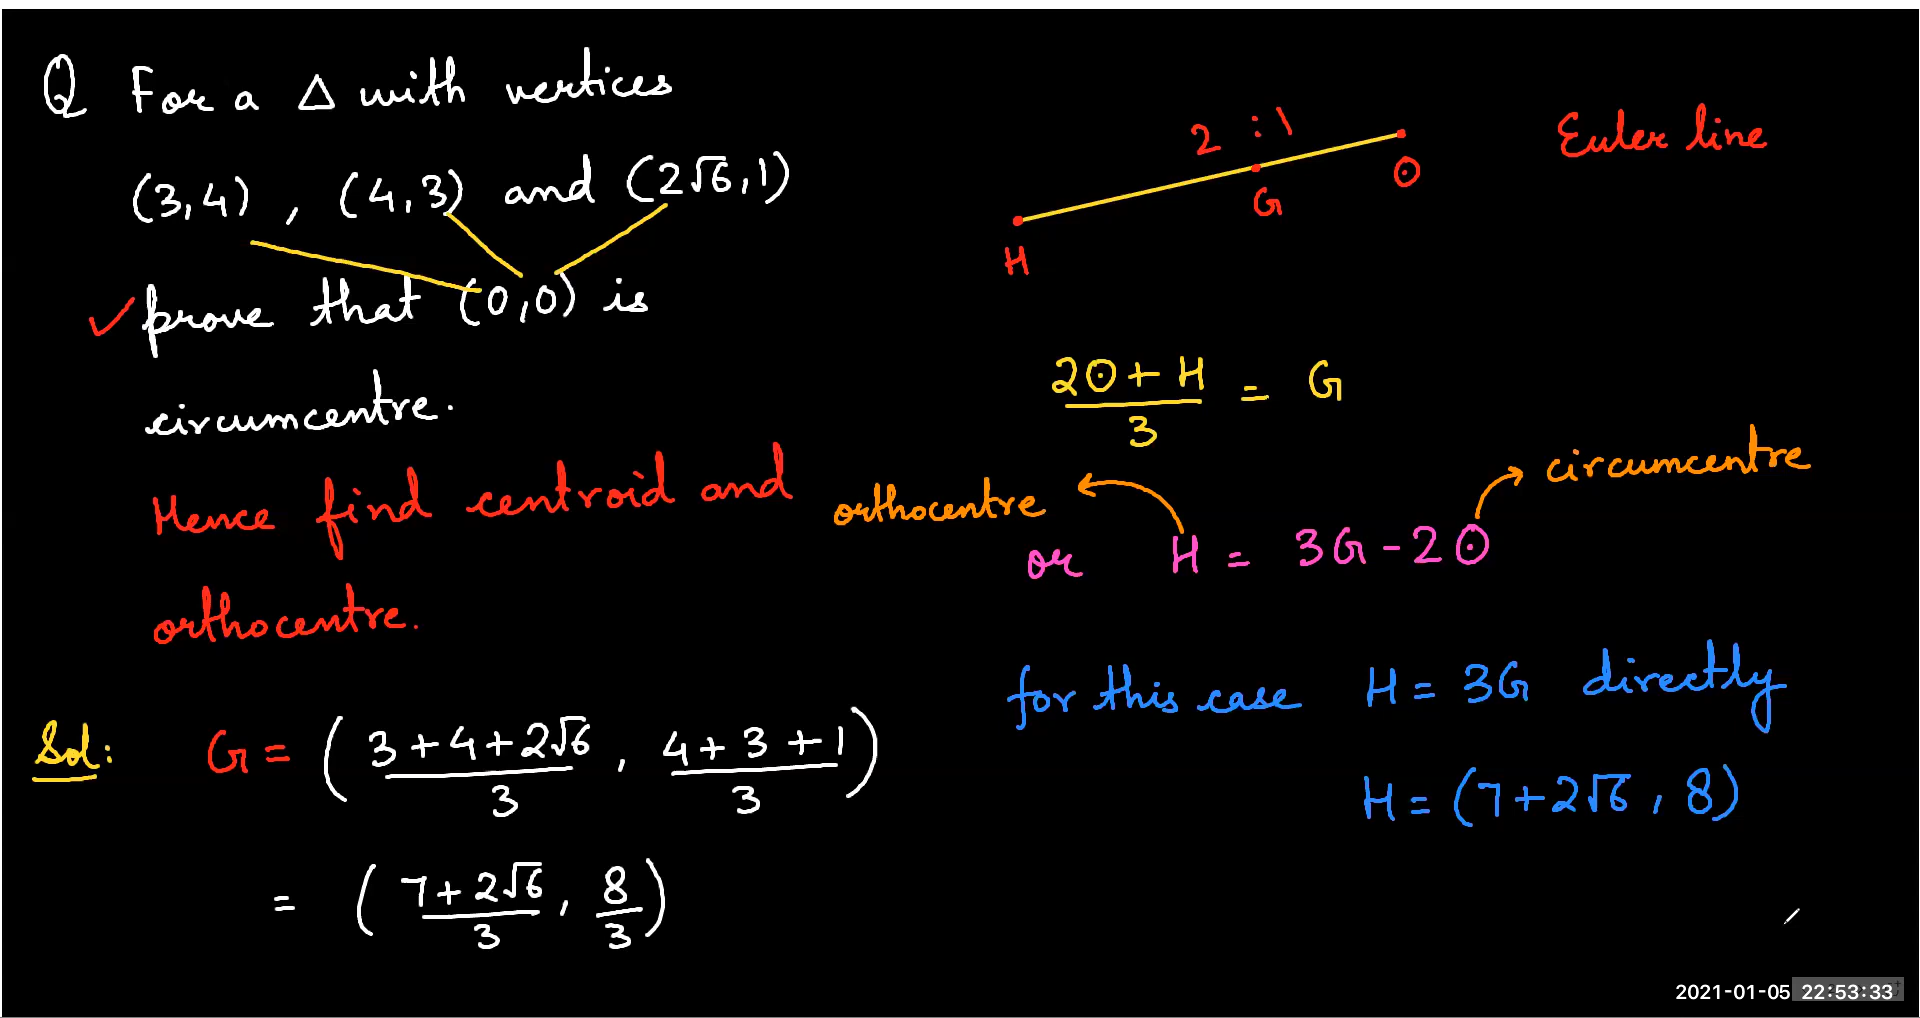 Q For a △ with vertices
(3,4) , (4,3) and (2√6,1)
prove that (0,0) is
circumcentre.
Hence find centroid and
orthocentre.
Sol: G = ( (3+4+2√6)/3 , (4+3+1)/3 )
= ( (7+2√6)/3 , 8/3 )
2 : 1
Euler line
H
G
⊙
(2⊙ + H)/3 = G
orthocentre
circumcentre
or H = 3G - 2⊙
for this case H = 3G directly
H = (7+2√6 , 8)
2021-01-05 22:53:33